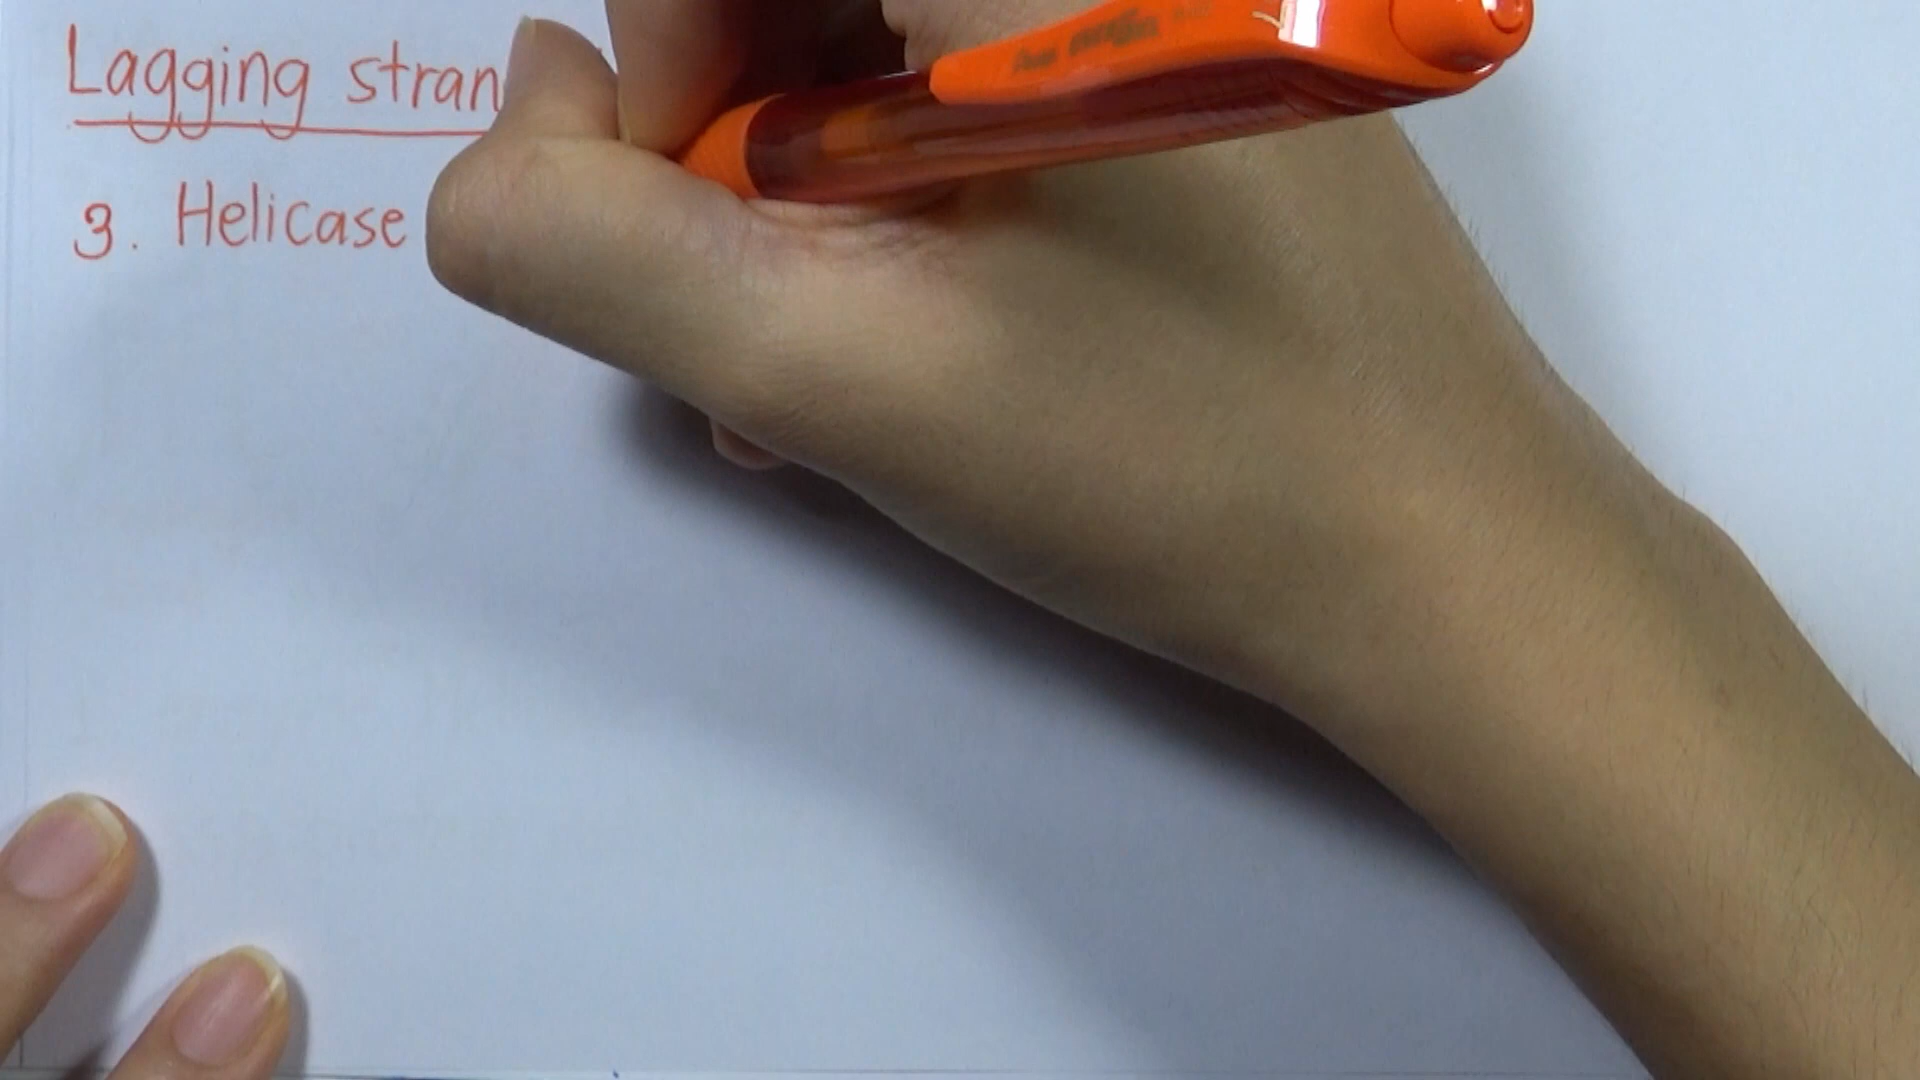 Lagging stran
3. Helicase